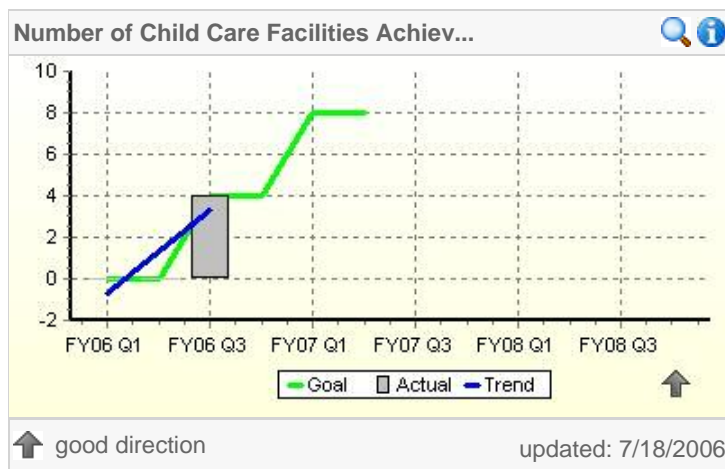 Number of Child Care Facilities Achiev...
10
8
6
4
2
0
-2
FY06 Q1 FY06 Q3 FY07 Q1 FY07 Q3 FY08 Q1 FY08 Q3
Goal Actual Trend
good direction updated: 7/18/2006